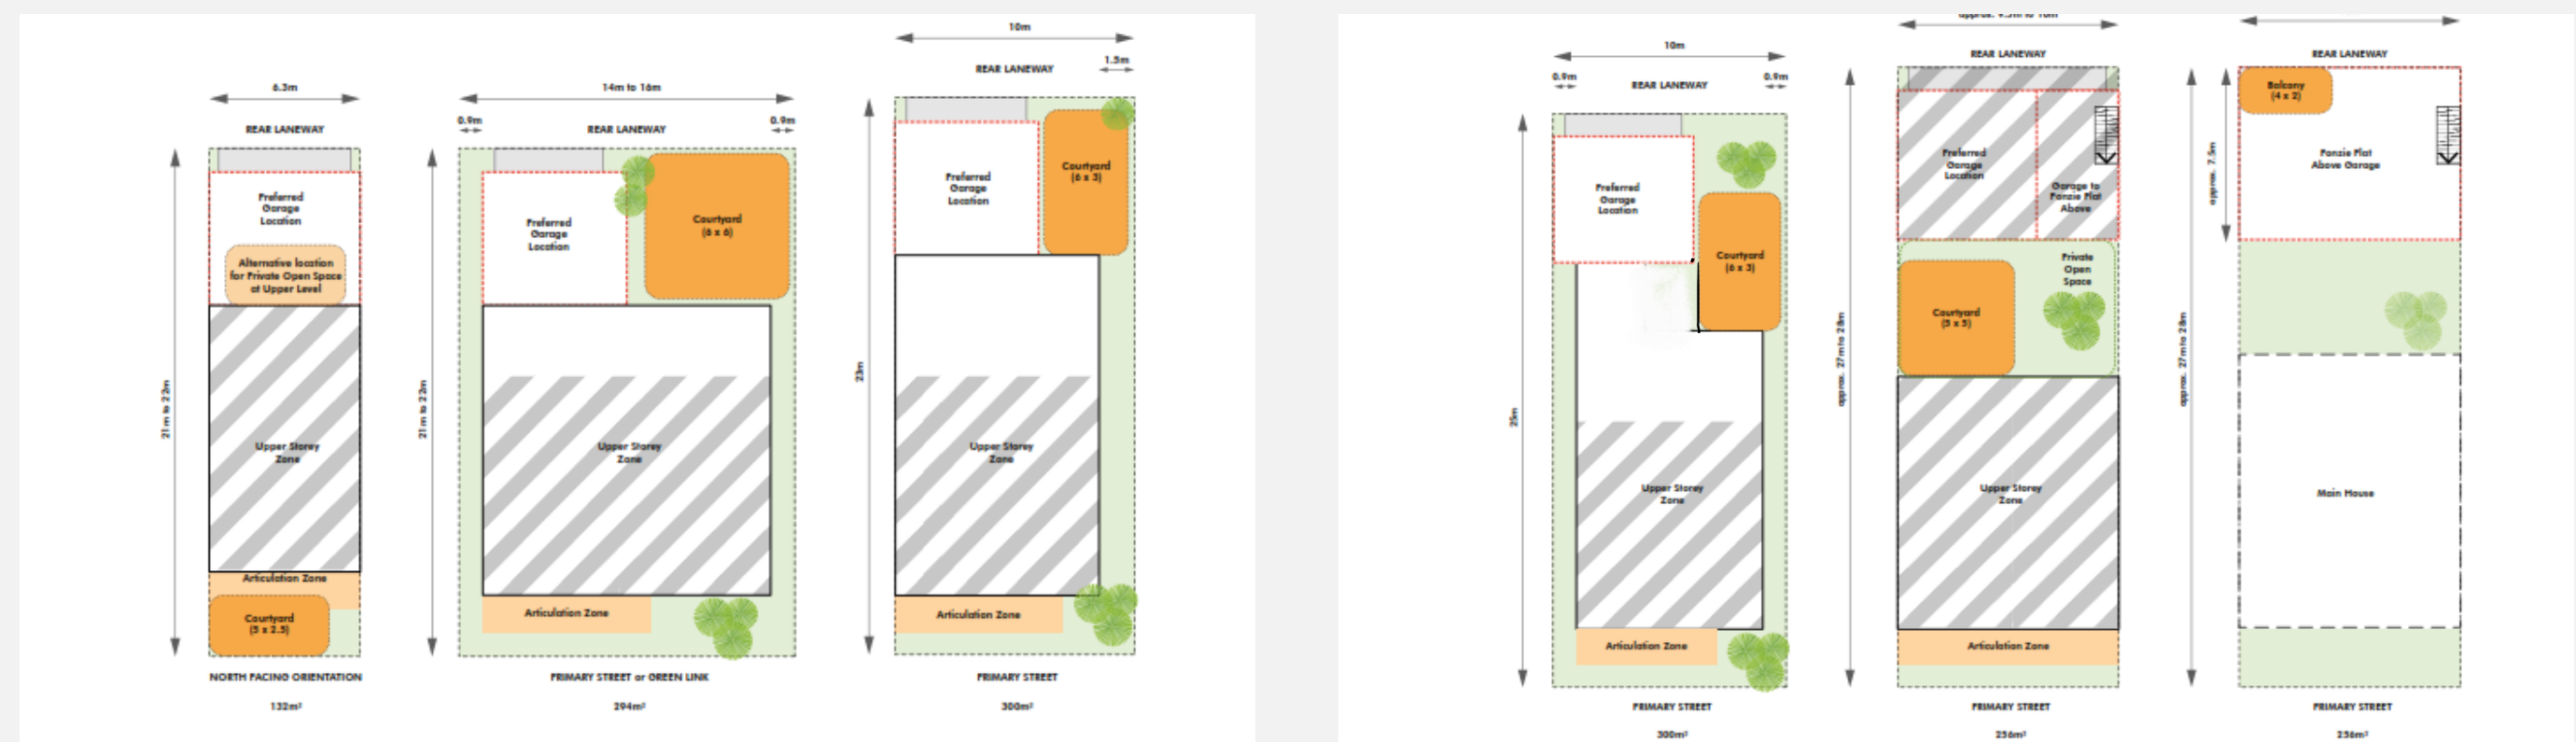 6.3m
REAR LANEWAY
21m to 22m
Preferred
Garage
Location
Alternative location
for Private Open Space
at Upper Level
Upper Storey
Zone
Articulation Zone
Courtyard
(5 x 2.5)
NORTH FACING ORIENTATION
132m²
14m to 16m
0.9m
0.9m
REAR LANEWAY
21m to 22m
Preferred
Garage
Location
Courtyard
(6 x 6)
Upper Storey
Zone
Articulation Zone
PRIMARY STREET or GREEN LINK
294m²
10m
1.5m
REAR LANEWAY
23m
Preferred
Garage
Location
Courtyard
(6 x 3)
Upper Storey
Zone
Articulation Zone
PRIMARY STREET
300m²
10m
0.9m
0.9m
REAR LANEWAY
25m
Preferred
Garage
Location
Courtyard
(6 x 3)
Upper Storey
Zone
Articulation Zone
PRIMARY STREET
300m²
approx. 9.5m to 10m
REAR LANEWAY
approx. 27m to 28m
Preferred
Garage
Location
Garage to
Fonzie Flat
Above
Private
Open
Space
Courtyard
(5 x 5)
Upper Storey
Zone
Articulation Zone
PRIMARY STREET
256m²
REAR LANEWAY
approx. 27m to 28m
approx. 7.5m
Balcony
(4 x 2)
Fonzie Flat
Above Garage
Main House
PRIMARY STREET
256m²